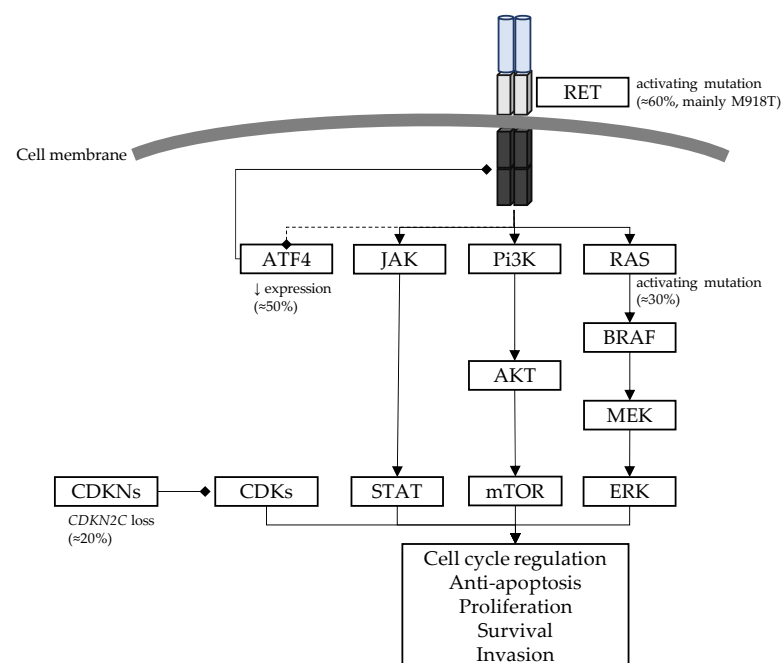 RET
activating mutation
(≈60%, mainly M918T)
Cell membrane
ATF4
JAK
Pi3K
RAS
↓ expression
(≈50%)
activating mutation
(≈30%)
BRAF
AKT
MEK
CDKNs
CDKs
STAT
mTOR
ERK
CDKN2C loss
(≈20%)
Cell cycle regulation
Anti-apoptosis
Proliferation
Survival
Invasion